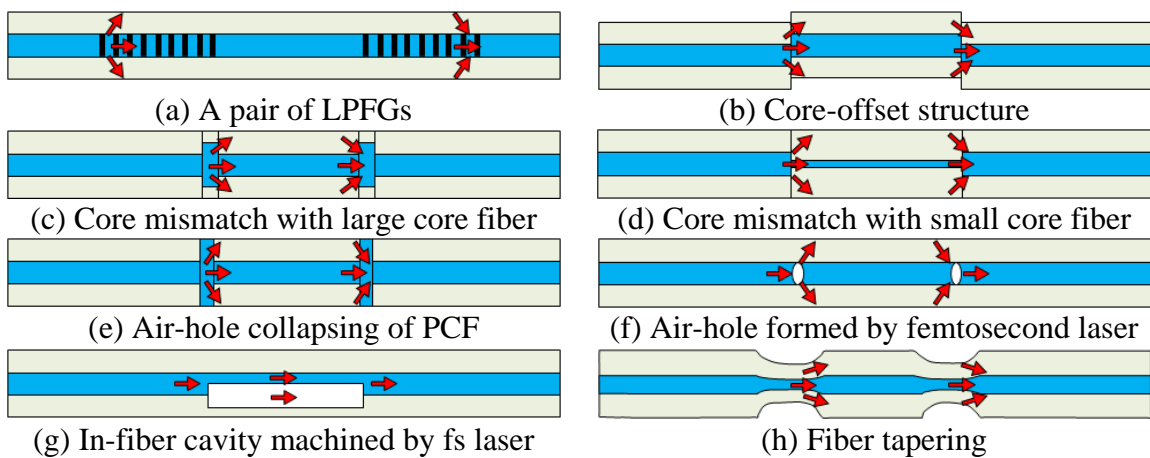 (a) A pair of LPFGs
(b) Core-offset structure
(c) Core mismatch with large core fiber
(d) Core mismatch with small core fiber
(e) Air-hole collapsing of PCF
(f) Air-hole formed by femtosecond laser
(g) In-fiber cavity machined by fs laser
(h) Fiber tapering